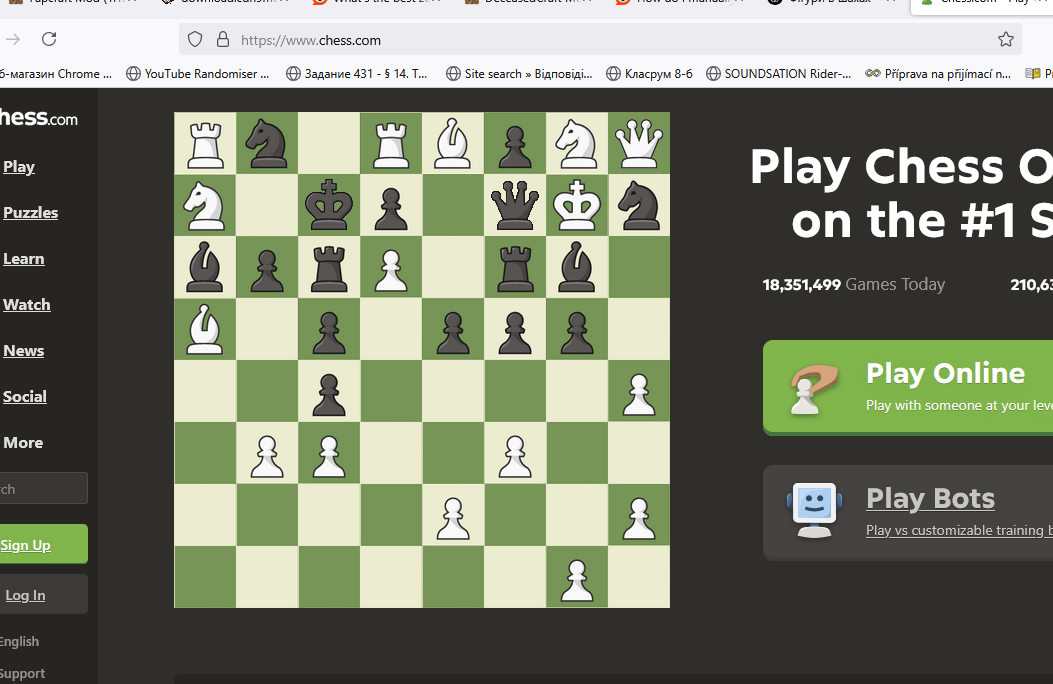 https://www.chess.com
б-магазин Chrome ... YouTube Randomiser ... Задание 431 - § 14. Т... Site search » Відповіді... Класрум 8-б SOUNDSATION Rider-... Příprava na přijímací n...
hess.com
Play
Puzzles
Learn
Watch
News
Social
More
rch
Sign Up
Log In
English
Support
Play Chess O
on the #1 S
18,351,499 Games Today 210,63
Play Online
Play with someone at your leve
Play Bots
Play vs customizable training b